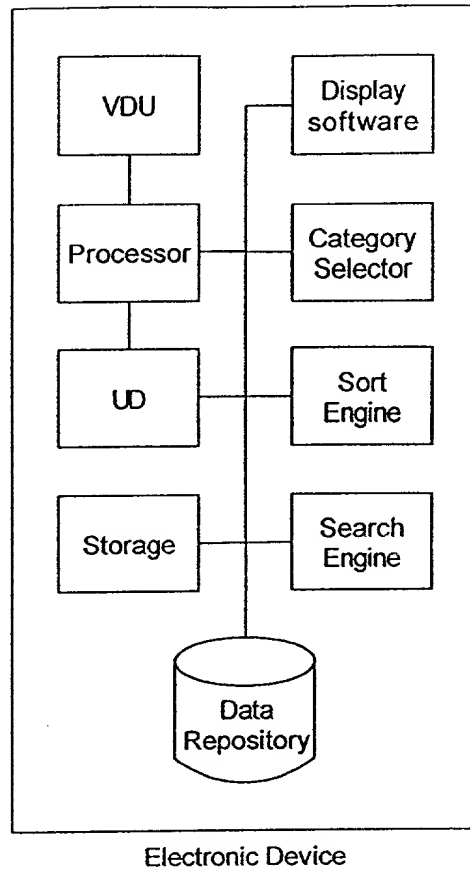 VDU
Display
software
Processor
Category
Selector
UD
Sort
Engine
Storage
Search
Engine
Data
Repository
Electronic Device